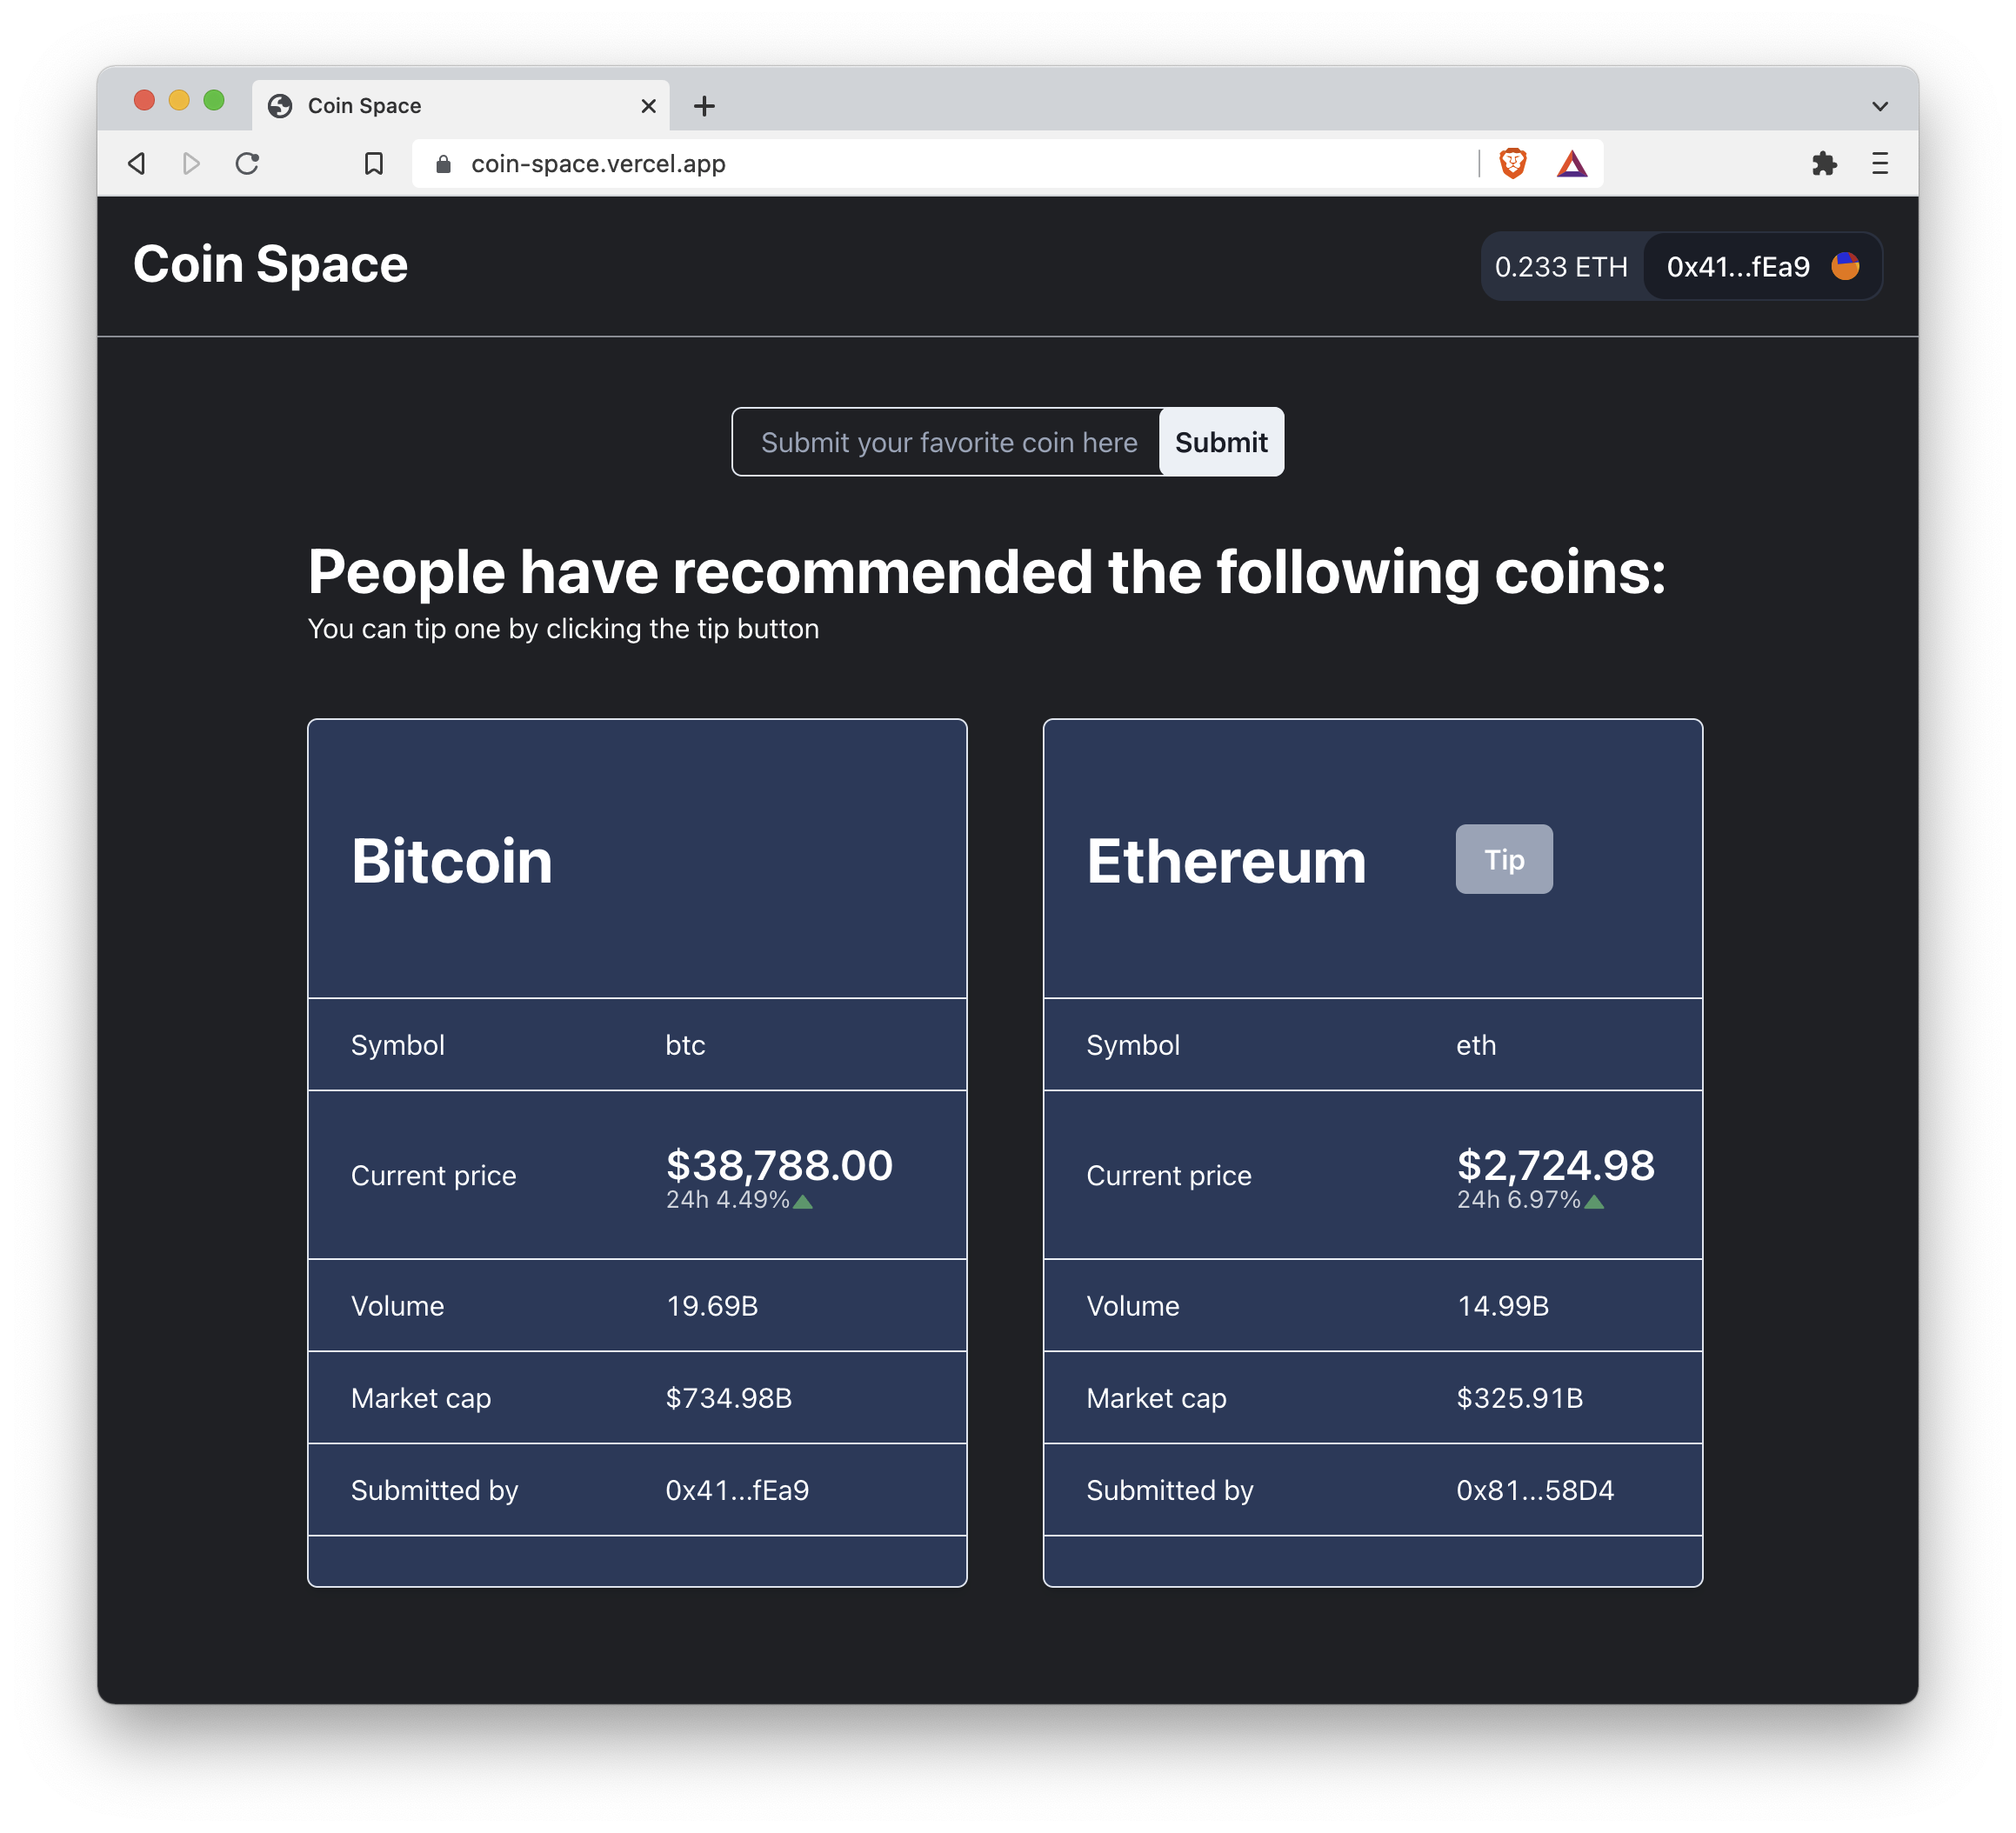 Coin Space
coin-space.vercel.app
Coin Space
0.233 ETH 0x41...fEa9
Submit your favorite coin here Submit
People have recommended the following coins:
You can tip one by clicking the tip button
Bitcoin
Symbol btc
Current price $38,788.00
24h 4.49%
Volume 19.69B
Market cap $734.98B
Submitted by 0x41...fEa9
Ethereum Tip
Symbol eth
Current price $2,724.98
24h 6.97%
Volume 14.99B
Market cap $325.91B
Submitted by 0x81...58D4